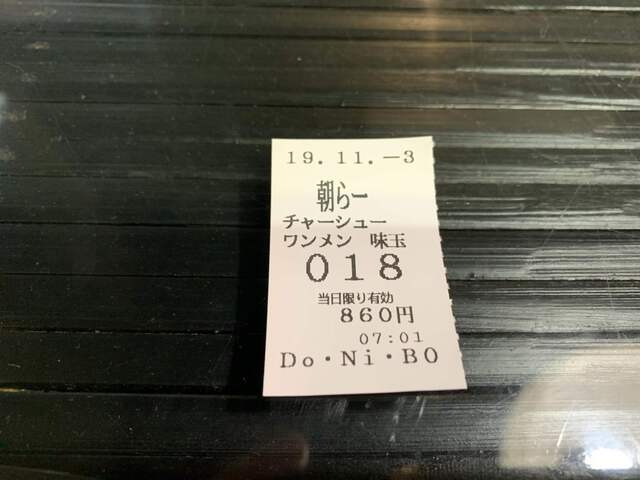 19.11.-3
朝らー
チャーシュー
ワンメン 味玉
018
当日限り有効
860円
07:01
Do・Ni・BO